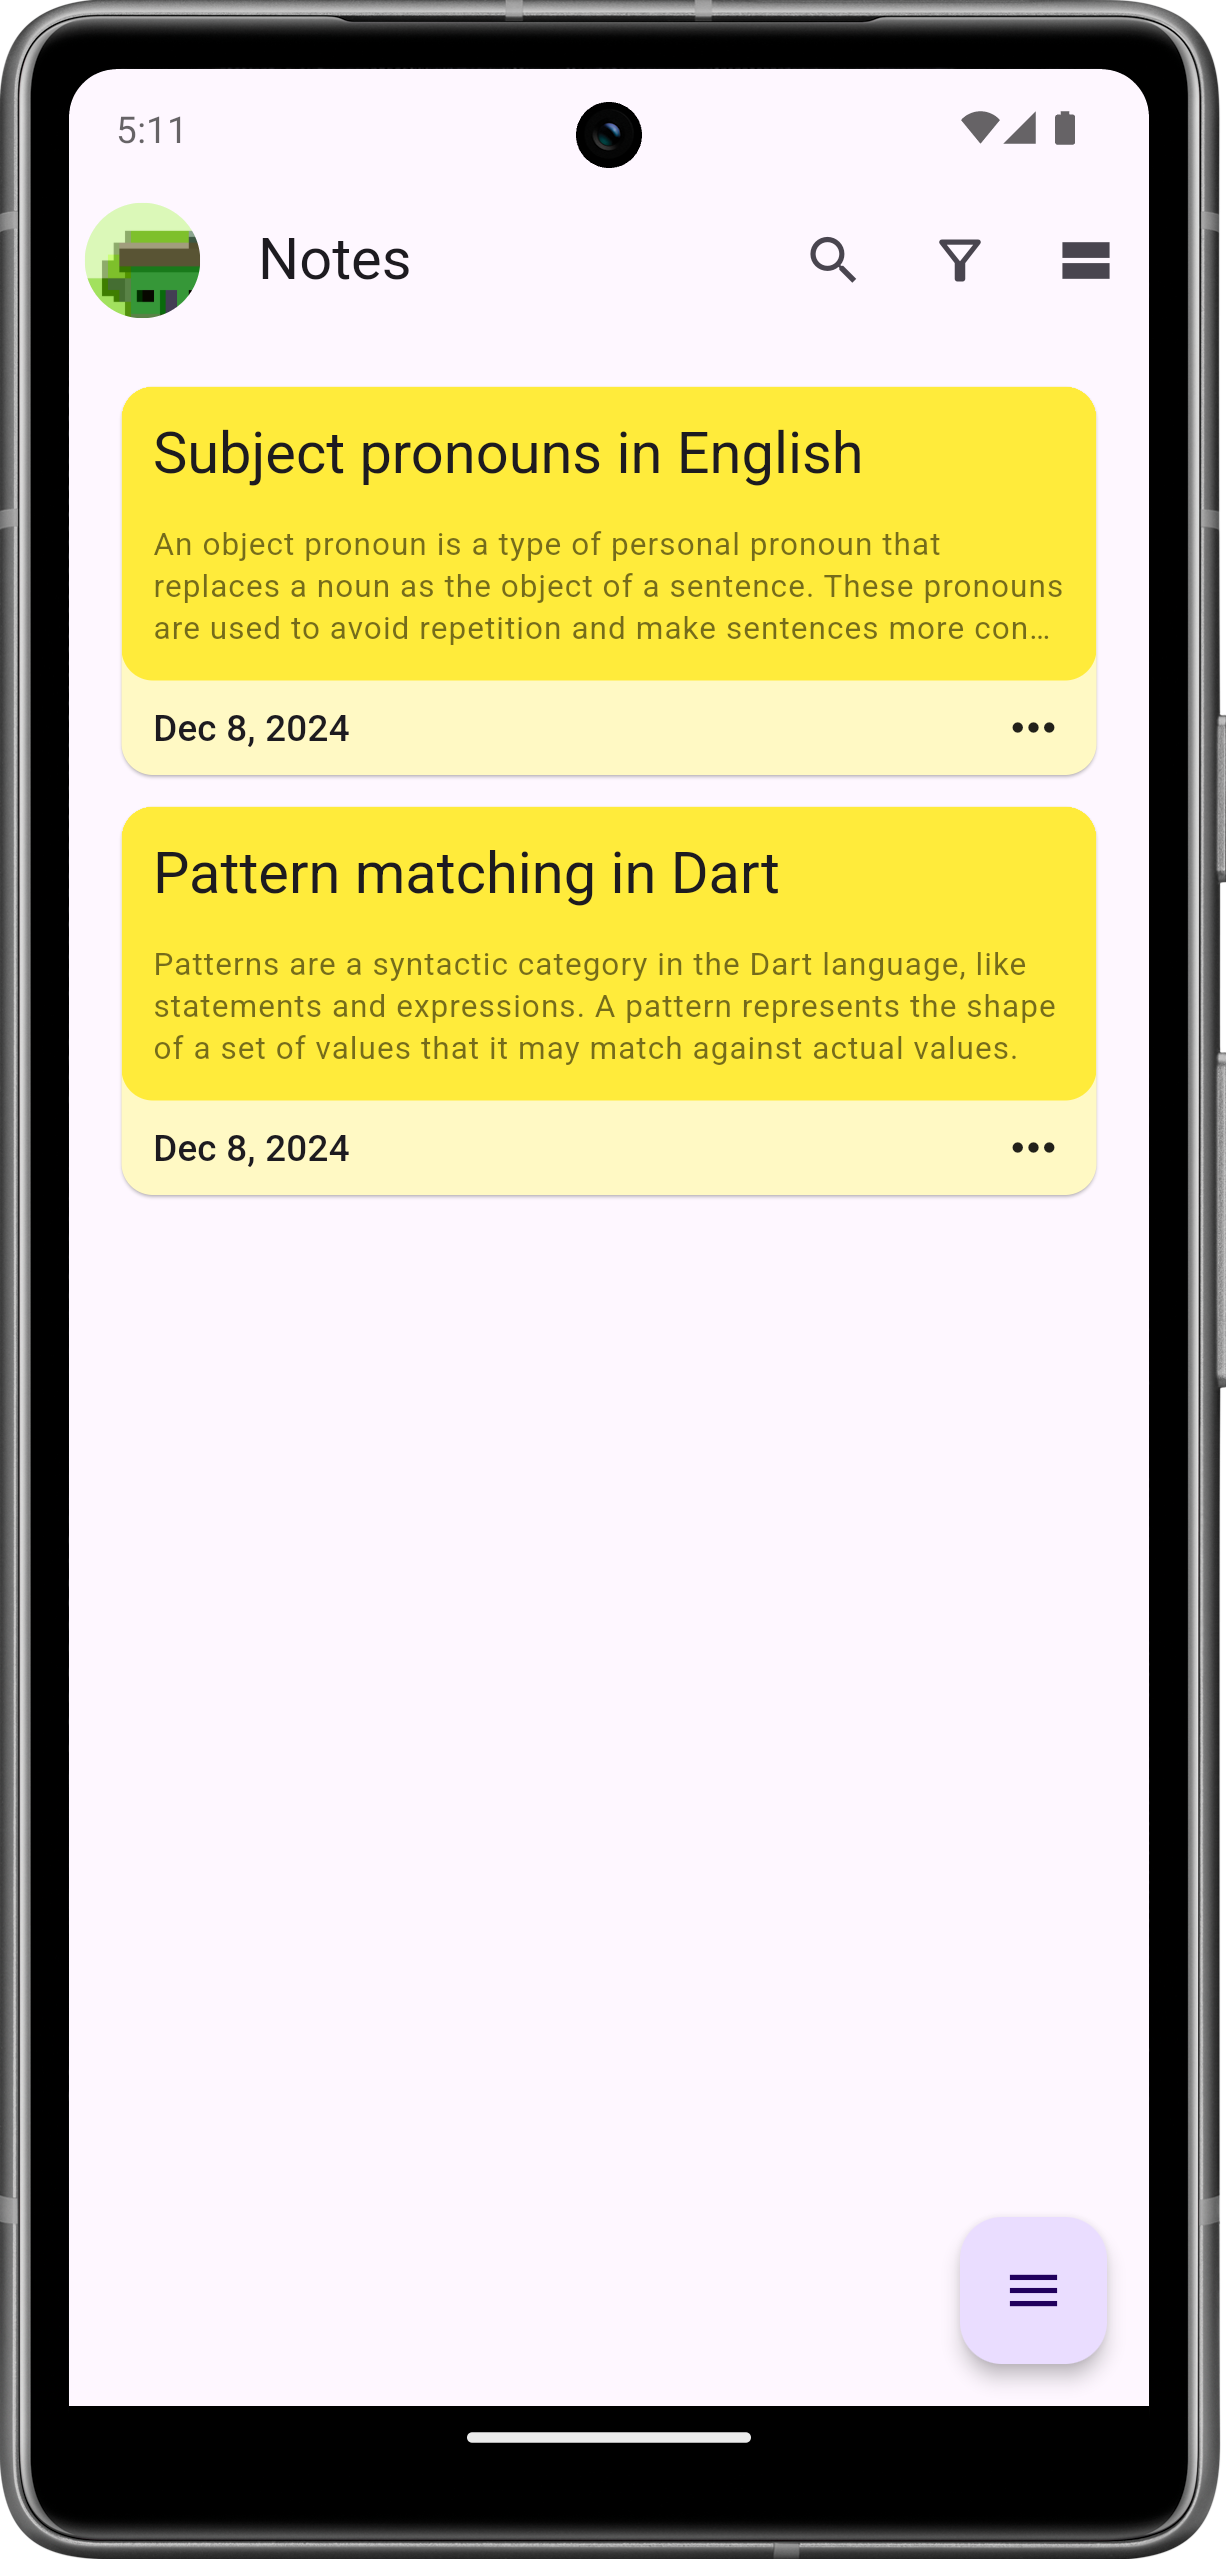 5:11
Notes
Subject pronouns in English
An object pronoun is a type of personal pronoun that
replaces a noun as the object of a sentence. These pronouns
are used to avoid repetition and make sentences more con…
Dec 8, 2024
Pattern matching in Dart
Patterns are a syntactic category in the Dart language, like
statements and expressions. A pattern represents the shape
of a set of values that it may match against actual values.
Dec 8, 2024